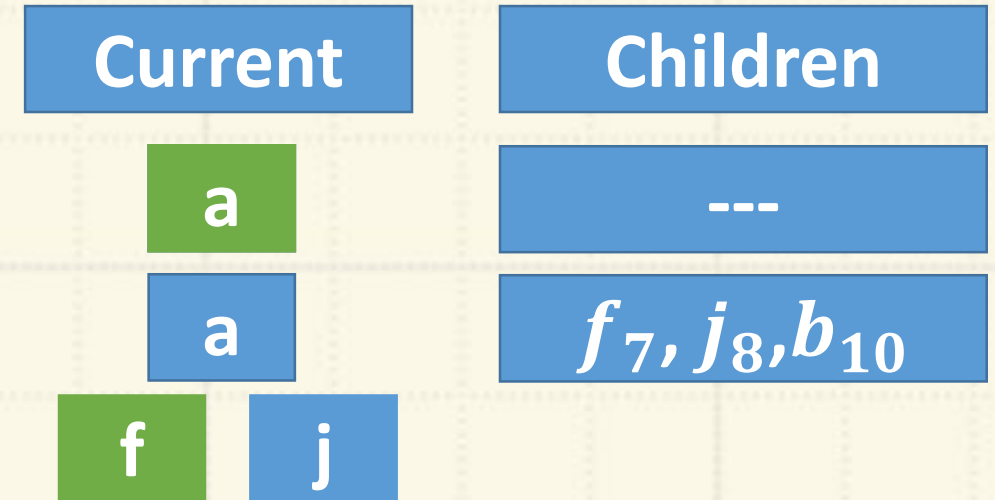 Current Children
a ---
a f₇, j₈,b₁₀
f j